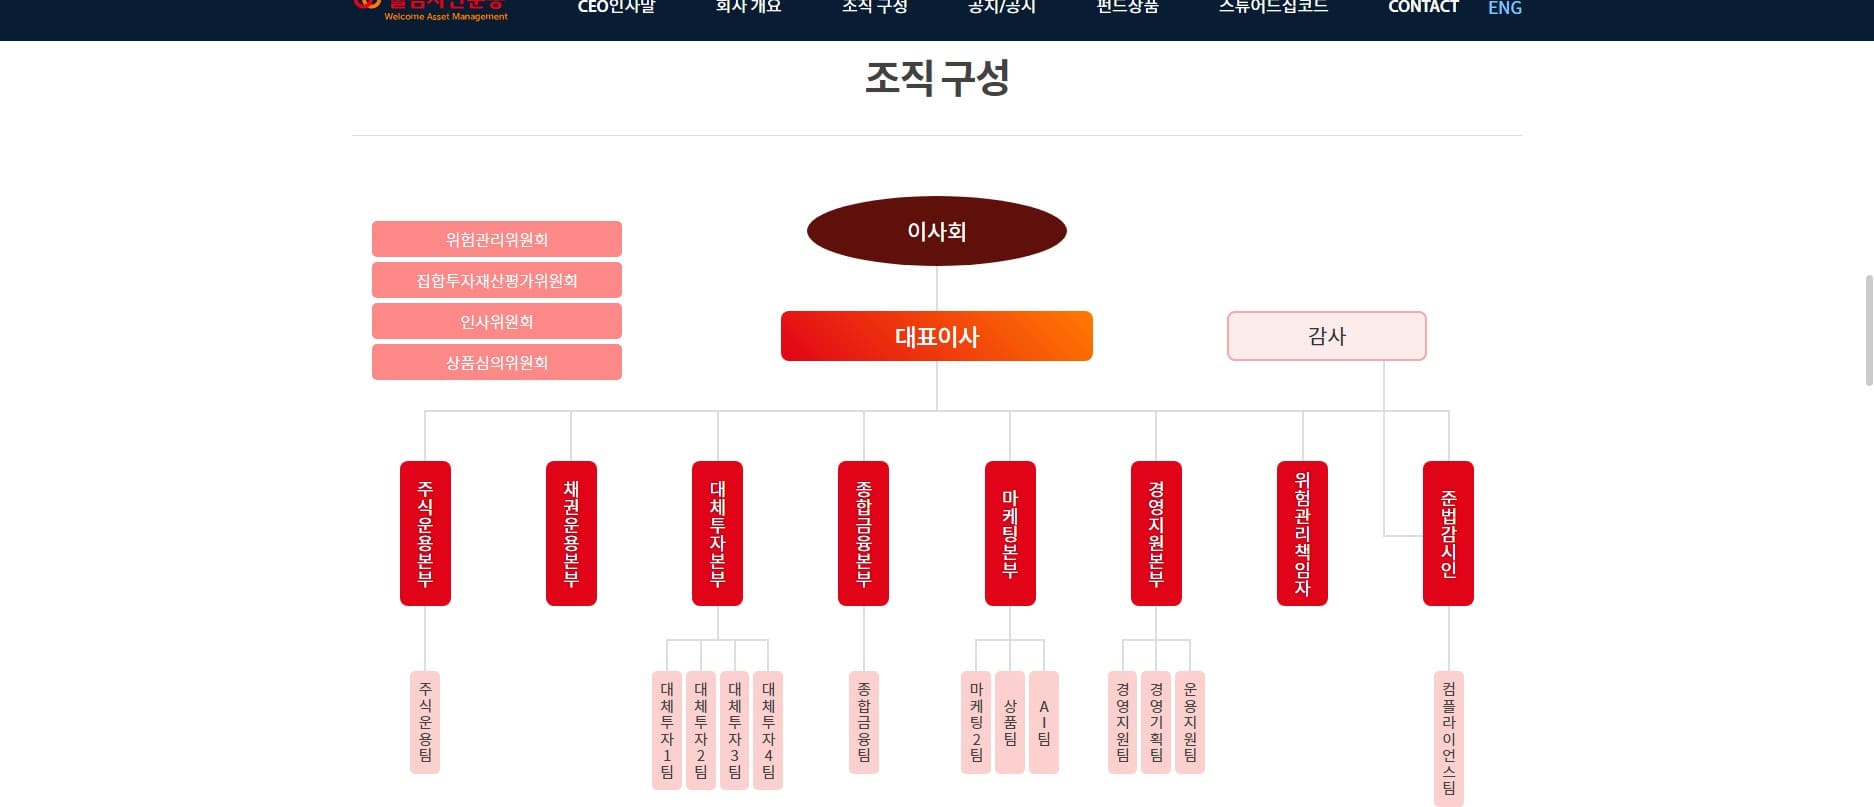 Welcome Asset Management
CEO인사말
회사 개요
조직 구성
공지/공시
펀드상품
스튜어드십코드
CONTACT
ENG
조직 구성
위험관리위원회
집합투자재산평가위원회
인사위원회
상품심의위원회
이사회
대표이사
감사
주식운용본부
채권운용본부
대체투자본부
종합금융본부
마케팅본부
경영지원본부
위험관리책임자
준법감시인
주식운용팀
대체투자1팀
대체투자2팀
대체투자3팀
대체투자4팀
종합금융팀
마케팅2팀
상품팀
AI팀
경영지원팀
경영기획팀
운용지원팀
컴플라이언스팀